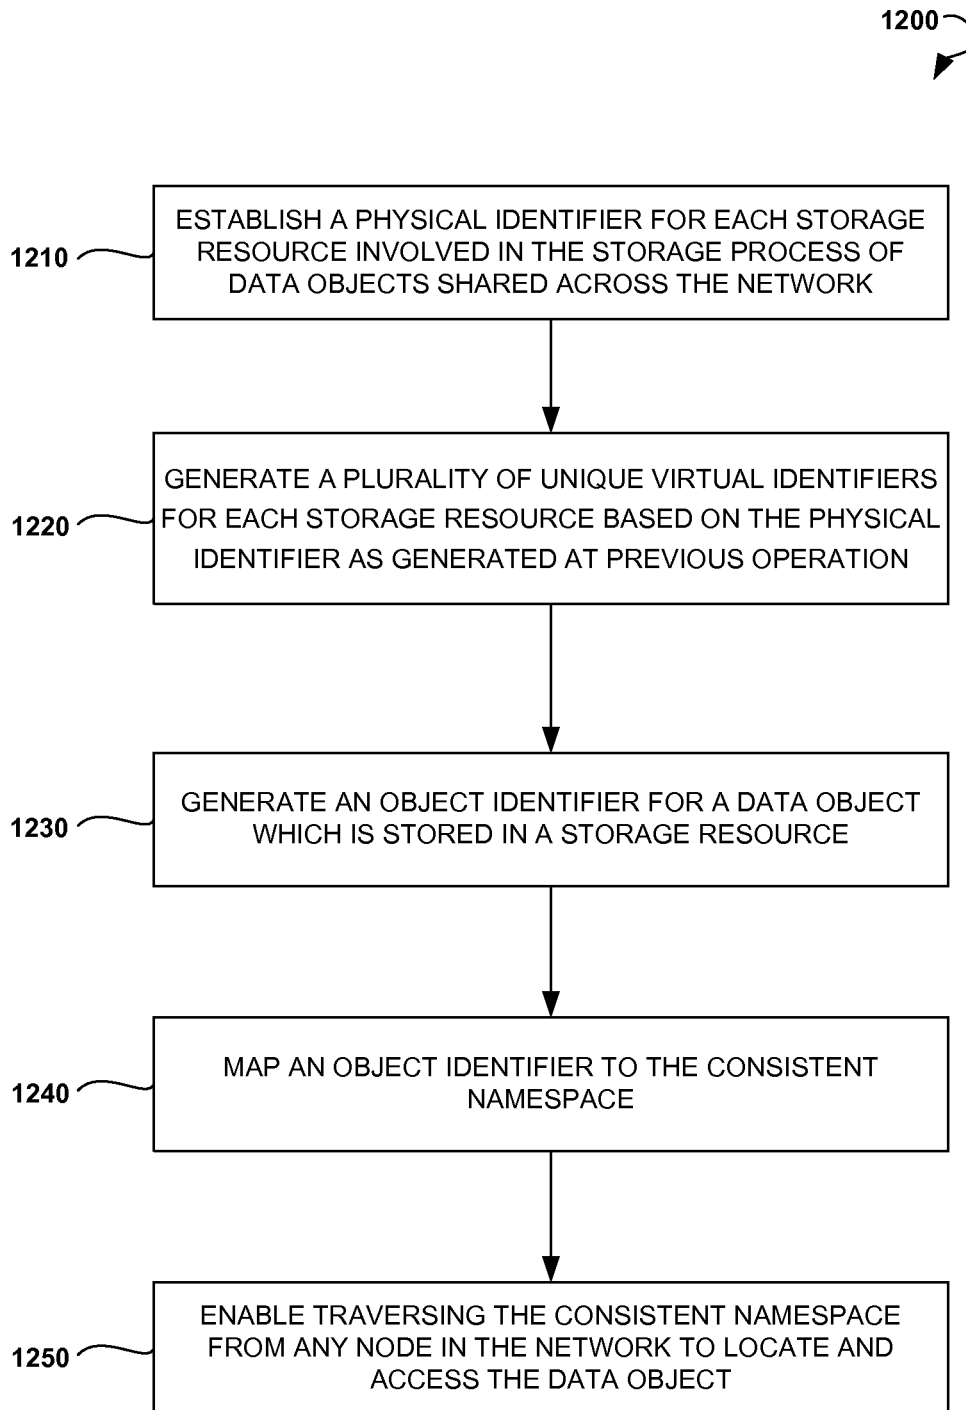 1200
1210
ESTABLISH A PHYSICAL IDENTIFIER FOR EACH STORAGE
RESOURCE INVOLVED IN THE STORAGE PROCESS OF
DATA OBJECTS SHARED ACROSS THE NETWORK
1220
GENERATE A PLURALITY OF UNIQUE VIRTUAL IDENTIFIERS
FOR EACH STORAGE RESOURCE BASED ON THE PHYSICAL
IDENTIFIER AS GENERATED AT PREVIOUS OPERATION
1230
GENERATE AN OBJECT IDENTIFIER FOR A DATA OBJECT
WHICH IS STORED IN A STORAGE RESOURCE
1240
MAP AN OBJECT IDENTIFIER TO THE CONSISTENT
NAMESPACE
1250
ENABLE TRAVERSING THE CONSISTENT NAMESPACE
FROM ANY NODE IN THE NETWORK TO LOCATE AND
ACCESS THE DATA OBJECT